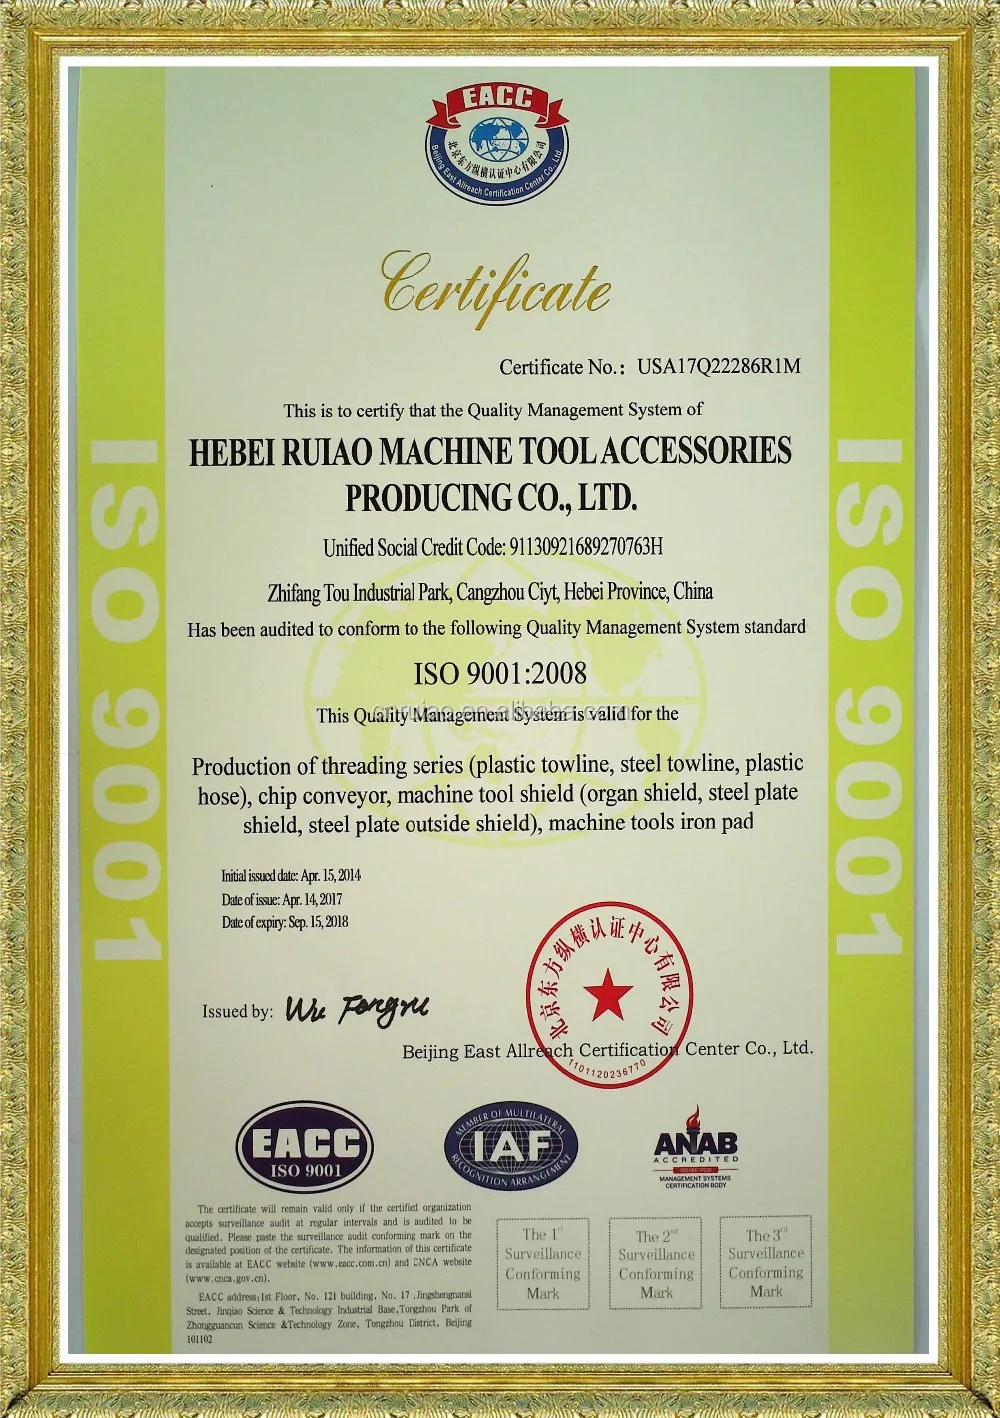 EACC
北京东方纵横认证中心有限公司
Beijing East Allreach Certification Center Co., Ltd.
Certificate
Certificate No.: USA17Q22286R1M
This is to certify that the Quality Management System of
HEBEI RUIAO MACHINE TOOL ACCESSORIES
PRODUCING CO., LTD.
Unified Social Credit Code: 91130921689270763H
Zhifang Tou Industrial Park, Cangzhou Ciyt, Hebei Province, China
Has been audited to conform to the following Quality Management System standard
ISO 9001:2008
cnruiao.en.alibaba.com
This Quality Management System is valid for the
Production of threading series (plastic towline, steel towline, plastic
hose), chip conveyor, machine tool shield (organ shield, steel plate
shield, steel plate outside shield), machine tools iron pad
ISO 9001
ISO 9001
Initial issued date: Apr. 15, 2014
Date of issue: Apr. 14, 2017
Date of expiry: Sep. 15, 2018
Issued by: Wu Fengru
北京东方纵横认证中心有限公司
Beijing East Allreach Certification Center Co., Ltd.
1101120236770
EACC
ISO 9001
MEMBER OF MULTILATERAL
IAF
RECOGNITION ARRANGEMENT
ANAB
ACCREDITED
MANAGEMENT SYSTEMS
CERTIFICATION BODY
The certificate will remain valid only if the certified organization
accepts surveillance audit at regular intervals and is audited to be
qualified. Please paste the surveillance audit conforming mark on the
designated position of the certificate. The information of this certificate
is available at EACC website (www.eacc.com.cn) and CNCA website
(www.cnca.gov.cn).
EACC address:1st Floor, No. 121 building, No. 17 ,Jingshengnansi
Street, Jinqiao Science & Technology Industrial Base,Tongzhou Park of
Zhongguancun Science &Technology Zone, Tongzhou District, Beijing
101102
The 1st
Surveillance
Conforming
Mark
The 2nd
Surveillance
Conforming
Mark
The 3rd
Surveillance
Conforming
Mark